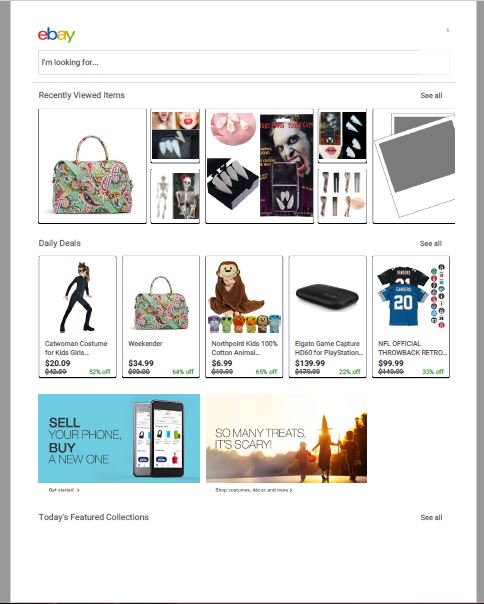 ebay
I'm looking for...
Recently Viewed Items
See all
Daily Deals
See all
Catwoman Costume
for Kids Girls...
$20.09
$42.09 52% off
Weekender
$34.99
$98.00 64% off
Northpoint Kids 100%
Cotton Animal...
$6.99
$19.99 65% off
Elgato Game Capture
HD60 for PlayStation...
$139.99
$179.99 22% off
NFL OFFICIAL
THROWBACK RETRO...
$99.99
$149.99 33% off
SANDERS
20
SELL
YOUR PHONE,
BUY
A NEW ONE
Get started >
SO MANY TREATS,
IT'S SCARY!
Shop costumes, décor, and more >
Today's Featured Collections
See all